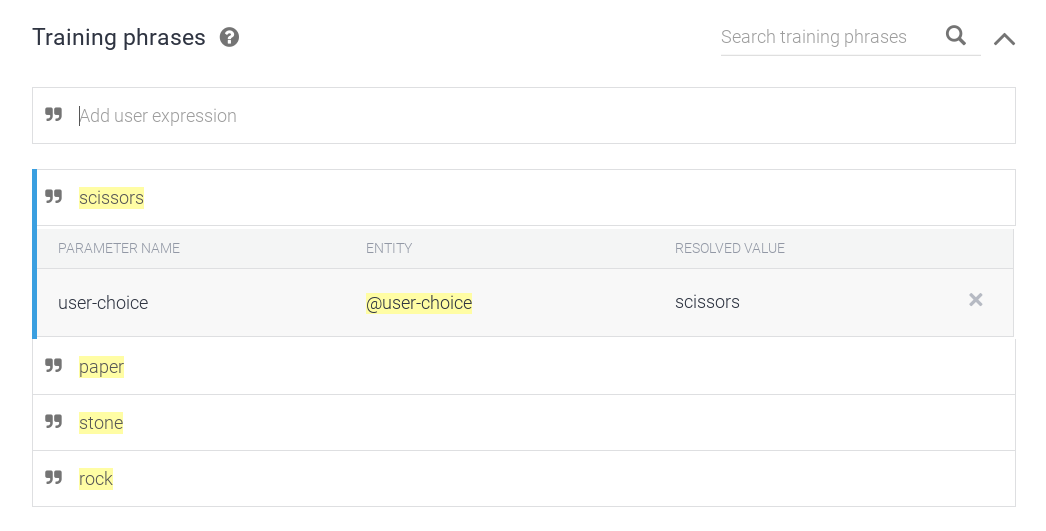 Training phrases ?
Search training phrases
Add user expression
scissors
PARAMETER NAME ENTITY RESOLVED VALUE
user-choice @user-choice scissors
paper
stone
rock